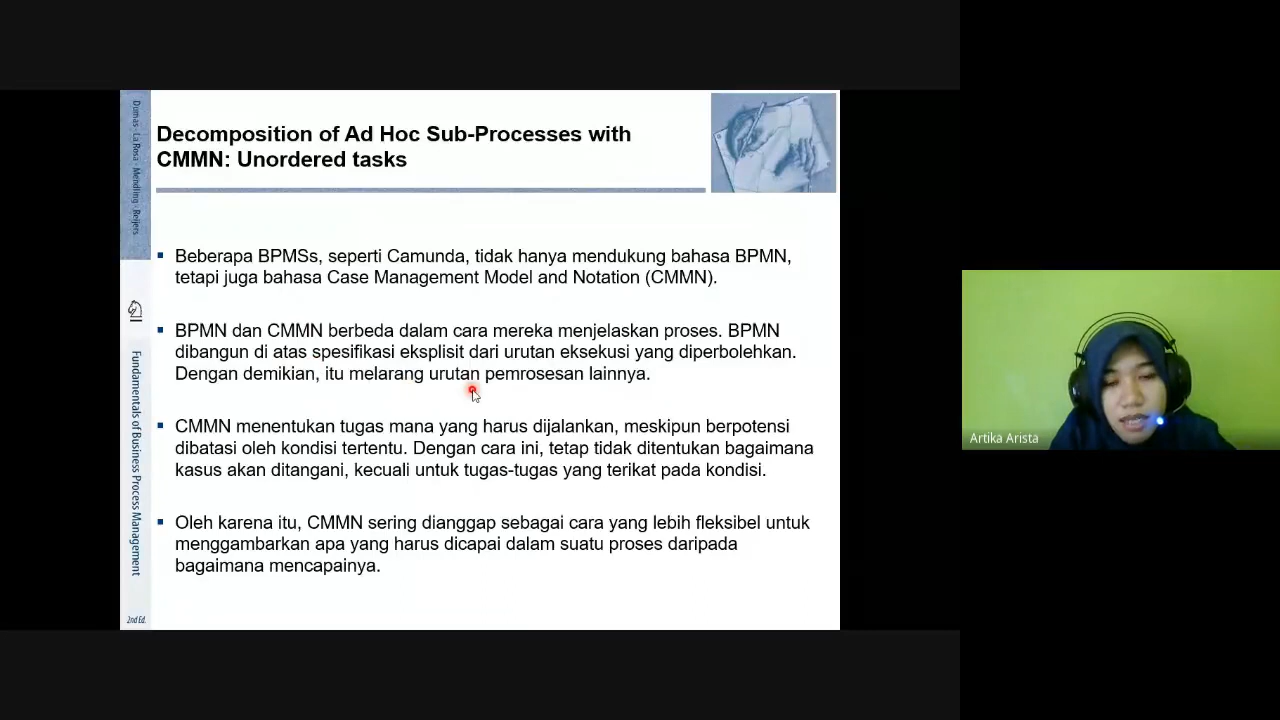 Decomposition of Ad Hoc Sub-Processes with
CMMN: Unordered tasks
Beberapa BPMSs, seperti Camunda, tidak hanya mendukung bahasa BPMN,
tetapi juga bahasa Case Management Model and Notation (CMMN).
BPMN dan CMMN berbeda dalam cara mereka menjelaskan proses. BPMN
dibangun di atas spesifikasi eksplisit dari urutan eksekusi yang diperbolehkan.
Dengan demikian, itu melarang urutan pemrosesan lainnya.
CMMN menentukan tugas mana yang harus dijalankan, meskipun berpotensi
dibatasi oleh kondisi tertentu. Dengan cara ini, tetap tidak ditentukan bagaimana
kasus akan ditangani, kecuali untuk tugas-tugas yang terikat pada kondisi.
Oleh karena itu, CMMN sering dianggap sebagai cara yang lebih fleksibel untuk
menggambarkan apa yang harus dicapai dalam suatu proses daripada
bagaimana mencapainya.
Dumas · La Rosa · Mendling · Reijers
Fundamentals of Business Process Management
2nd Ed.
Artika Arista